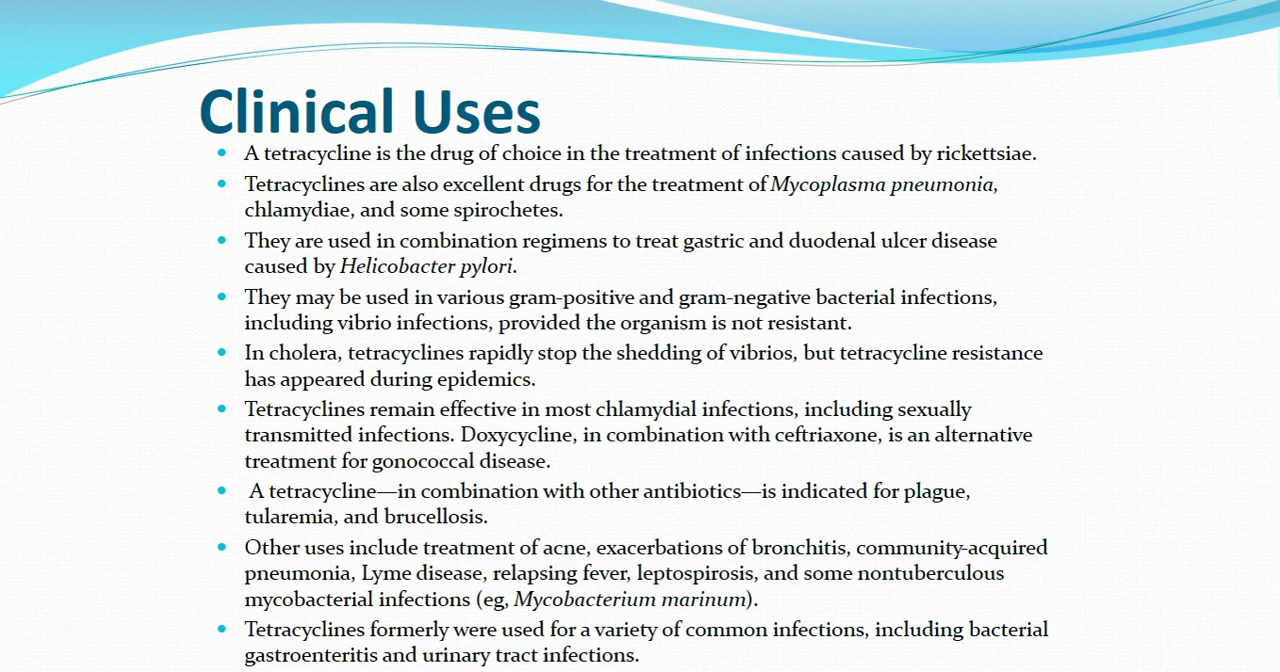 Clinical Uses
• A tetracycline is the drug of choice in the treatment of infections caused by rickettsiae.
• Tetracyclines are also excellent drugs for the treatment of Mycoplasma pneumonia,
chlamydiae, and some spirochetes.
• They are used in combination regimens to treat gastric and duodenal ulcer disease
caused by Helicobacter pylori.
• They may be used in various gram-positive and gram-negative bacterial infections,
including vibrio infections, provided the organism is not resistant.
• In cholera, tetracyclines rapidly stop the shedding of vibrios, but tetracycline resistance
has appeared during epidemics.
• Tetracyclines remain effective in most chlamydial infections, including sexually
transmitted infections. Doxycycline, in combination with ceftriaxone, is an alternative
treatment for gonococcal disease.
• A tetracycline—in combination with other antibiotics—is indicated for plague,
tularemia, and brucellosis.
• Other uses include treatment of acne, exacerbations of bronchitis, community-acquired
pneumonia, Lyme disease, relapsing fever, leptospirosis, and some nontuberculous
mycobacterial infections (eg, Mycobacterium marinum).
• Tetracyclines formerly were used for a variety of common infections, including bacterial
gastroenteritis and urinary tract infections.